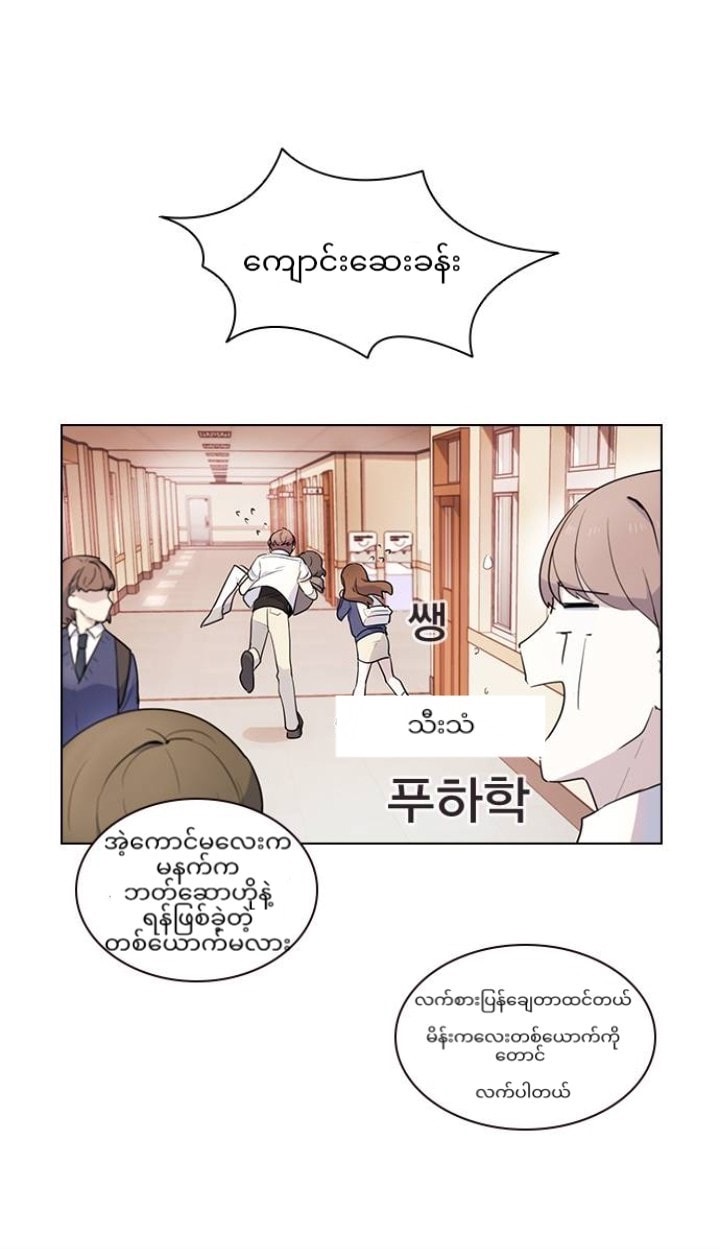 ကျောင်းဆေးခန်း
쌩
သီးသံ
푸하학
အဲ့ကောင်မလေးက
မနက်က
ဘတ်ဆောဟိုနဲ့
ရန်ဖြစ်ခဲ့တဲ့
တစ်ယောက်မလား
လက်စားပြန်ချေတာထင်တယ်
မိန်းကလေးတစ်ယောက်ကို
တောင်
လက်ပါတယ်